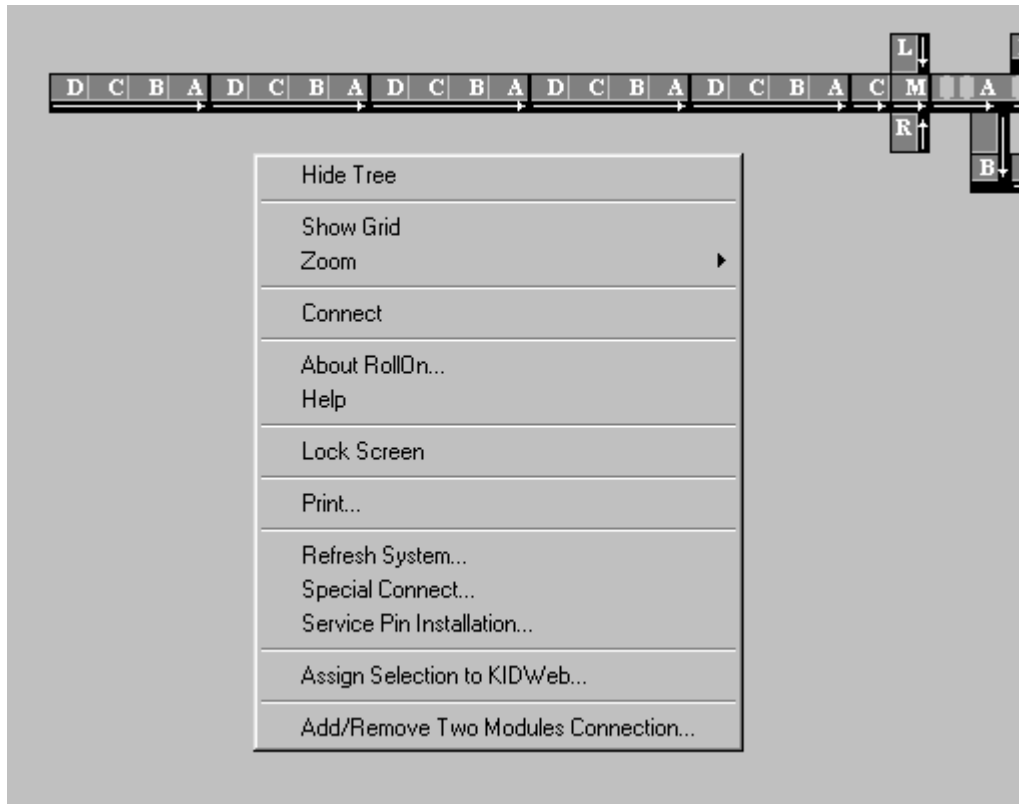 L
D C B A D C B A D C B A D C B A D C B A C M A
R
B
Hide Tree
Show Grid
Zoom
Connect
About RollOn...
Help
Lock Screen
Print...
Refresh System...
Special Connect...
Service Pin Installation...
Assign Selection to KIDWeb...
Add/Remove Two Modules Connection...